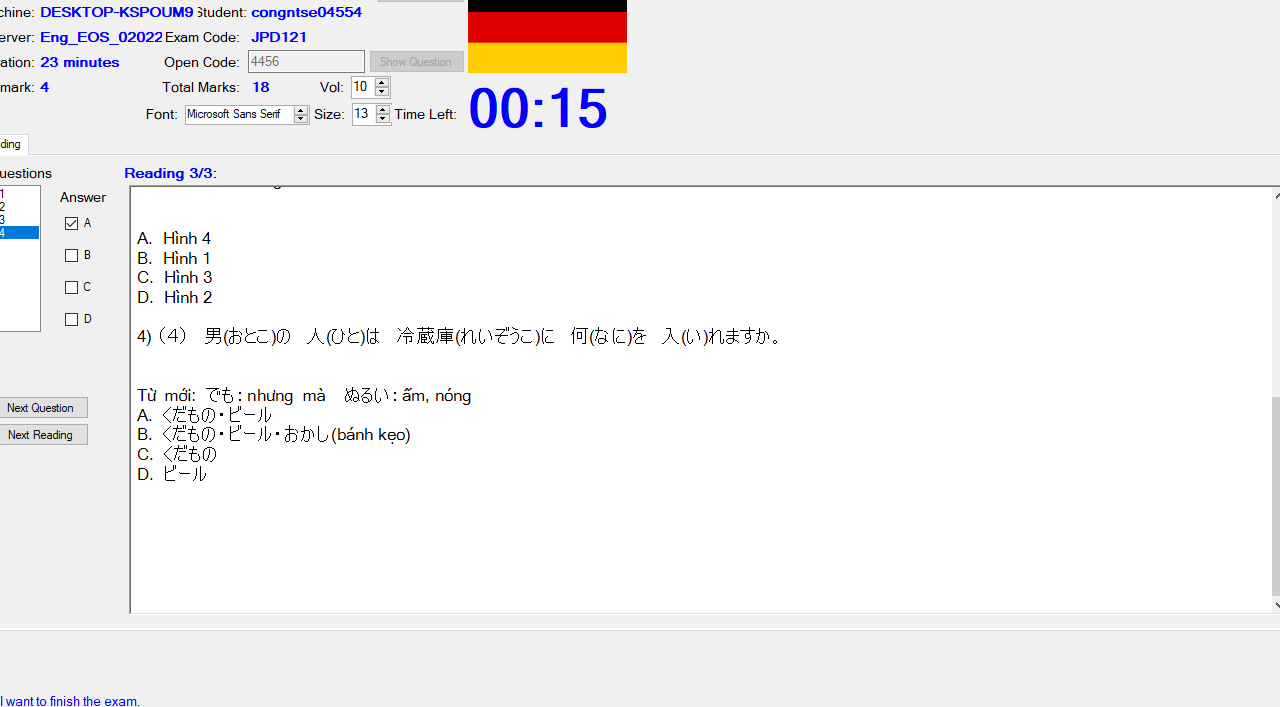 chine: DESKTOP-KSPOUM9 Student: congntse04554
erver: Eng_EOS_02022 Exam Code: JPD121
ation: 23 minutes Open Code: 4456 Show Question
mark: 4 Total Marks: 18 Vol: 10
Font: Microsoft Sans Serif Size: 13 Time Left: 00:15
ding
uestions Reading 3/3:
Answer
1
2
3
4
A
B
C
D
Next Question
Next Reading
A. Hình 4
B. Hình 1
C. Hình 3
D. Hình 2
4) （4） 男(おとこ)の 人(ひと)は 冷蔵庫(れいぞうこ)に 何(なに)を 入(い)れますか。
Từ mới: でも: nhưng mà ぬるい: ấm, nóng
A. くだもの・ビール
B. くだもの・ビール・おかし(bánh kẹo)
C. くだもの
D. ビール
I want to finish the exam.